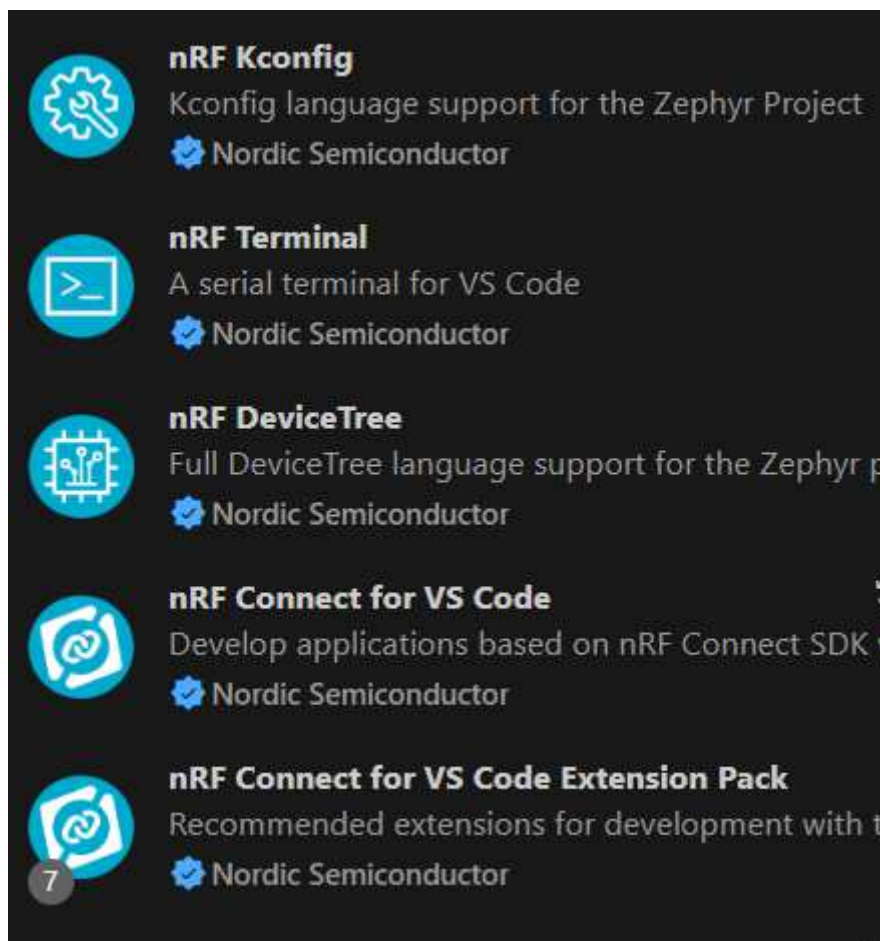 nRF Kconfig
Kconfig language support for the Zephyr Project
Nordic Semiconductor
nRF Terminal
>_
A serial terminal for VS Code
Nordic Semiconductor
nRF DeviceTree
Full DeviceTree language support for the Zephyr p
Nordic Semiconductor
nRF Connect for VS Code
Develop applications based on nRF Connect SDK
Nordic Semiconductor
nRF Connect for VS Code Extension Pack
Recommended extensions for development with t
7
Nordic Semiconductor